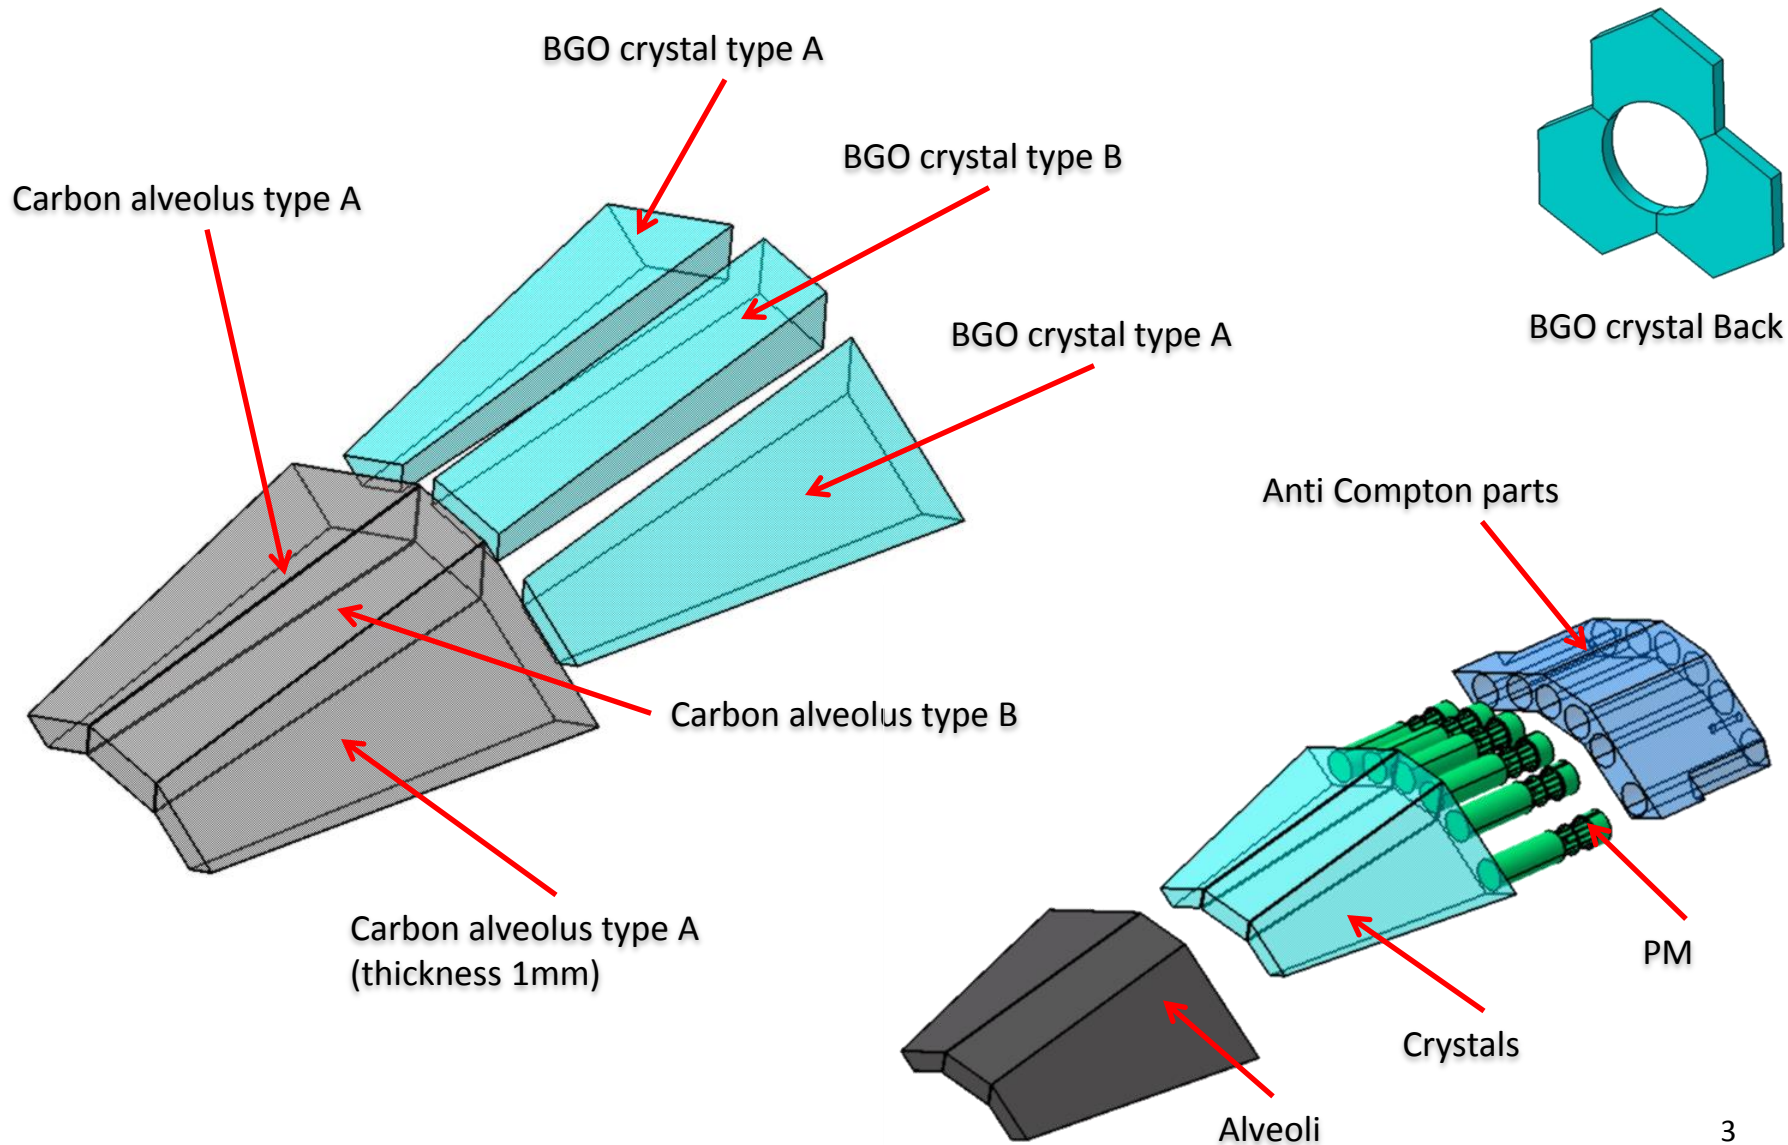 BGO crystal type A
BGO crystal type B
Carbon alveolus type A
BGO crystal type A
BGO crystal Back
Anti Compton parts
Carbon alveolus type B
Carbon alveolus type A
(thickness 1mm)
PM
Crystals
Alveoli
3